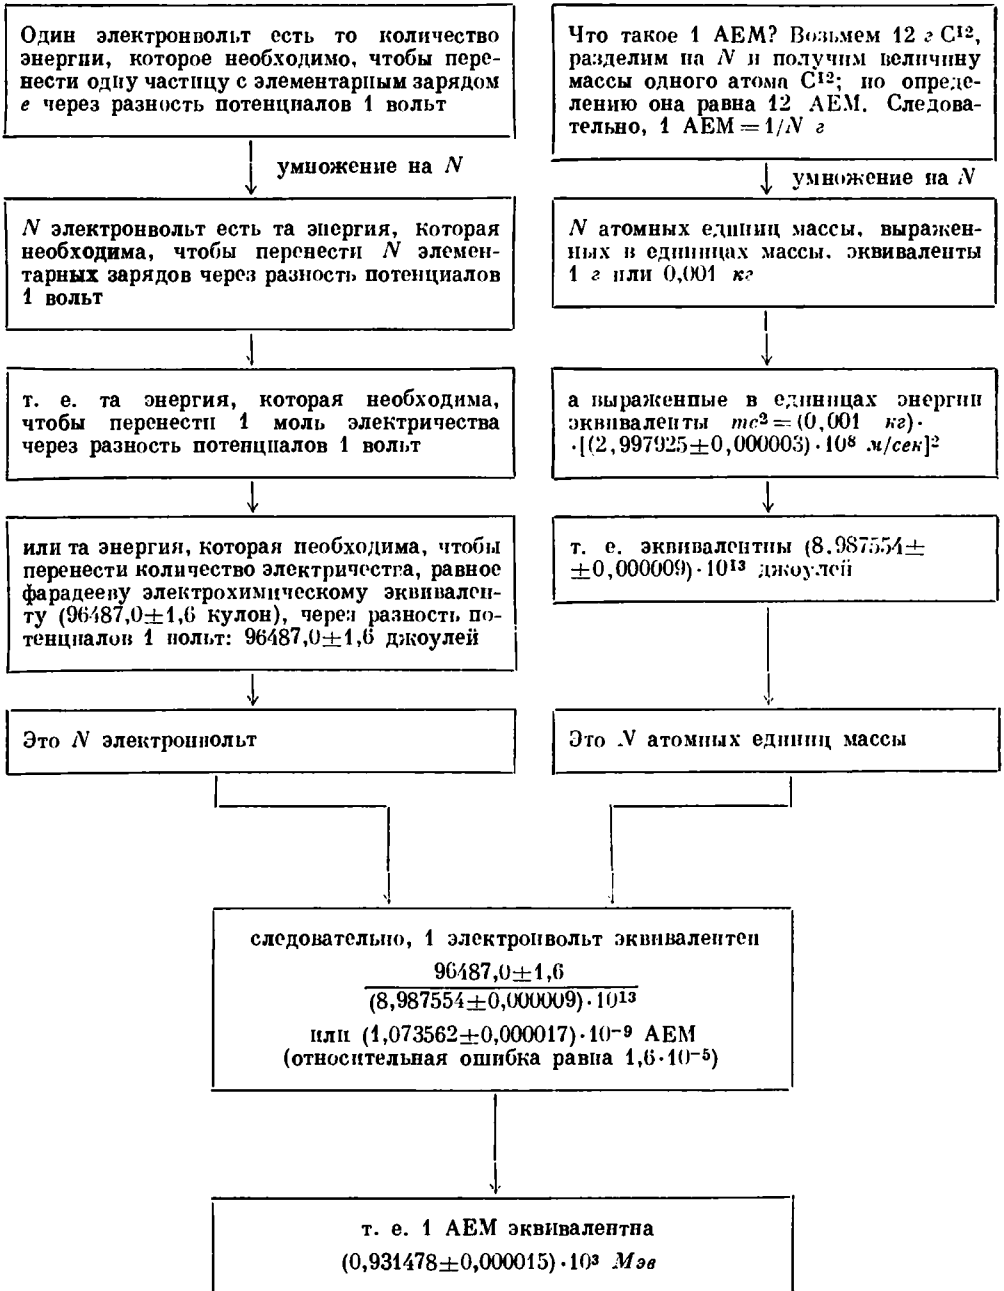 Один электронвольт есть то количество
энергии, которое необходимо, чтобы пере-
нести одну частицу с элементарным зарядом
e через разность потенциалов 1 вольт
умножение на N
N электронвольт есть та энергия, которая
необходима, чтобы перенести N элемен-
тарных зарядов через разность потенциалов
1 вольт
т. е. та энергия, которая необходима,
чтобы перенести 1 моль электричества
через разность потенциалов 1 вольт
или та энергия, которая необходима, чтобы
перенести количество электричества, равное
фарадееву электрохимическому эквивален-
ту (96487,0±1,6 кулон), через разность по-
тенциалов 1 вольт: 96487,0±1,6 джоулей
Это N электронвольт
Что такое 1 АЕМ? Возьмем 12 г C¹²,
разделим на N и получим величину
массы одного атома C¹²; по опреде-
лению она равна 12 АЕМ. Следова-
тельно, 1 АЕМ = 1/N г
умножение на N
N атомных единиц массы, выражен-
ных в единицах массы, эквиваленты
1 г или 0,001 кг
а выраженные в единицах энергии
эквиваленты mc² = (0,001 кг)·
·[(2,997925±0,000003)·10⁸ м/сек]²
т. е. эквивалентны (8,987554±
±0,000009)·10¹³ джоулей
Это N атомных единиц массы
следовательно, 1 электронвольт эквивалентен
96487,0±1,6
(8,987554±0,000009)·10¹³
или (1,073562±0,000017)·10⁻⁹ АЕМ
(относительная ошибка равна 1,6·10⁻⁵)
т. е. 1 АЕМ эквивалентна
(0,931478±0,000015)·10³ Мэв